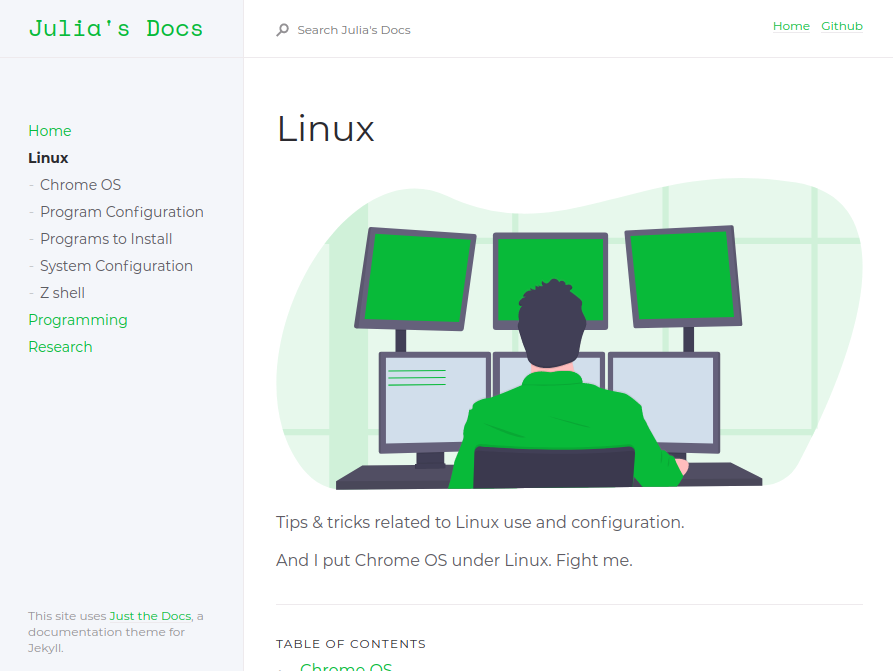 Julia's Docs
Search Julia's Docs
Home Github
Home
Linux
- Chrome OS
- Program Configuration
- Programs to Install
- System Configuration
- Z shell
Programming
Research
This site uses Just the Docs, a
documentation theme for
Jekyll.
Linux
Tips & tricks related to Linux use and configuration.
And I put Chrome OS under Linux. Fight me.
TABLE OF CONTENTS
Chrome OS